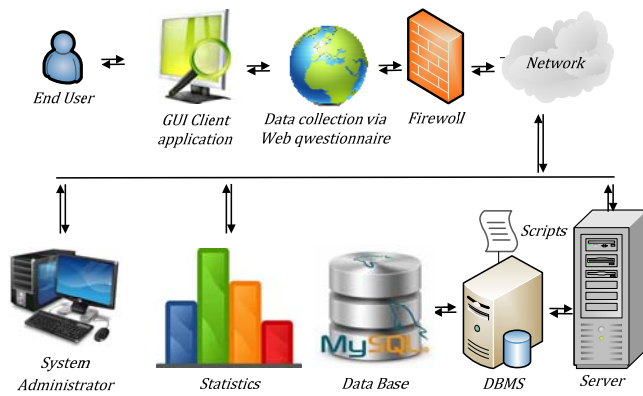 End User
GUI Client
application
Data collection via
Web qwestionnaire
Firewoll
Network
Scripts
MySQL
System
Administrator
Statistics
Data Base
DBMS
Server